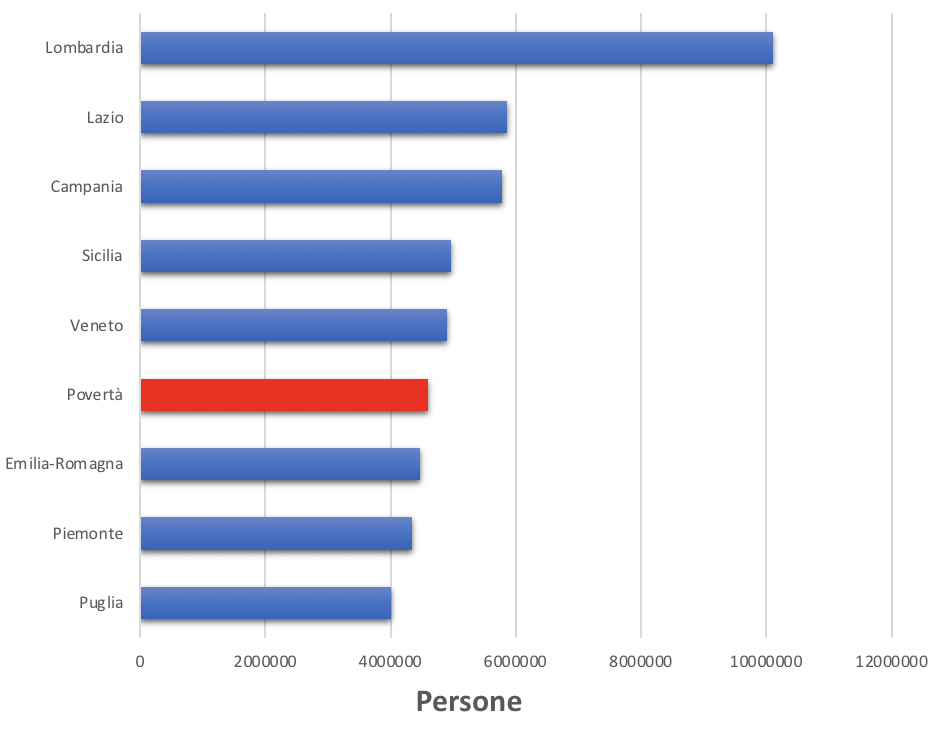 Lombardia
Lazio
Campania
Sicilia
Veneto
Povertà
Emilia-Romagna
Piemonte
Puglia
0 2000000 4000000 6000000 8000000 10000000 12000000
Persone